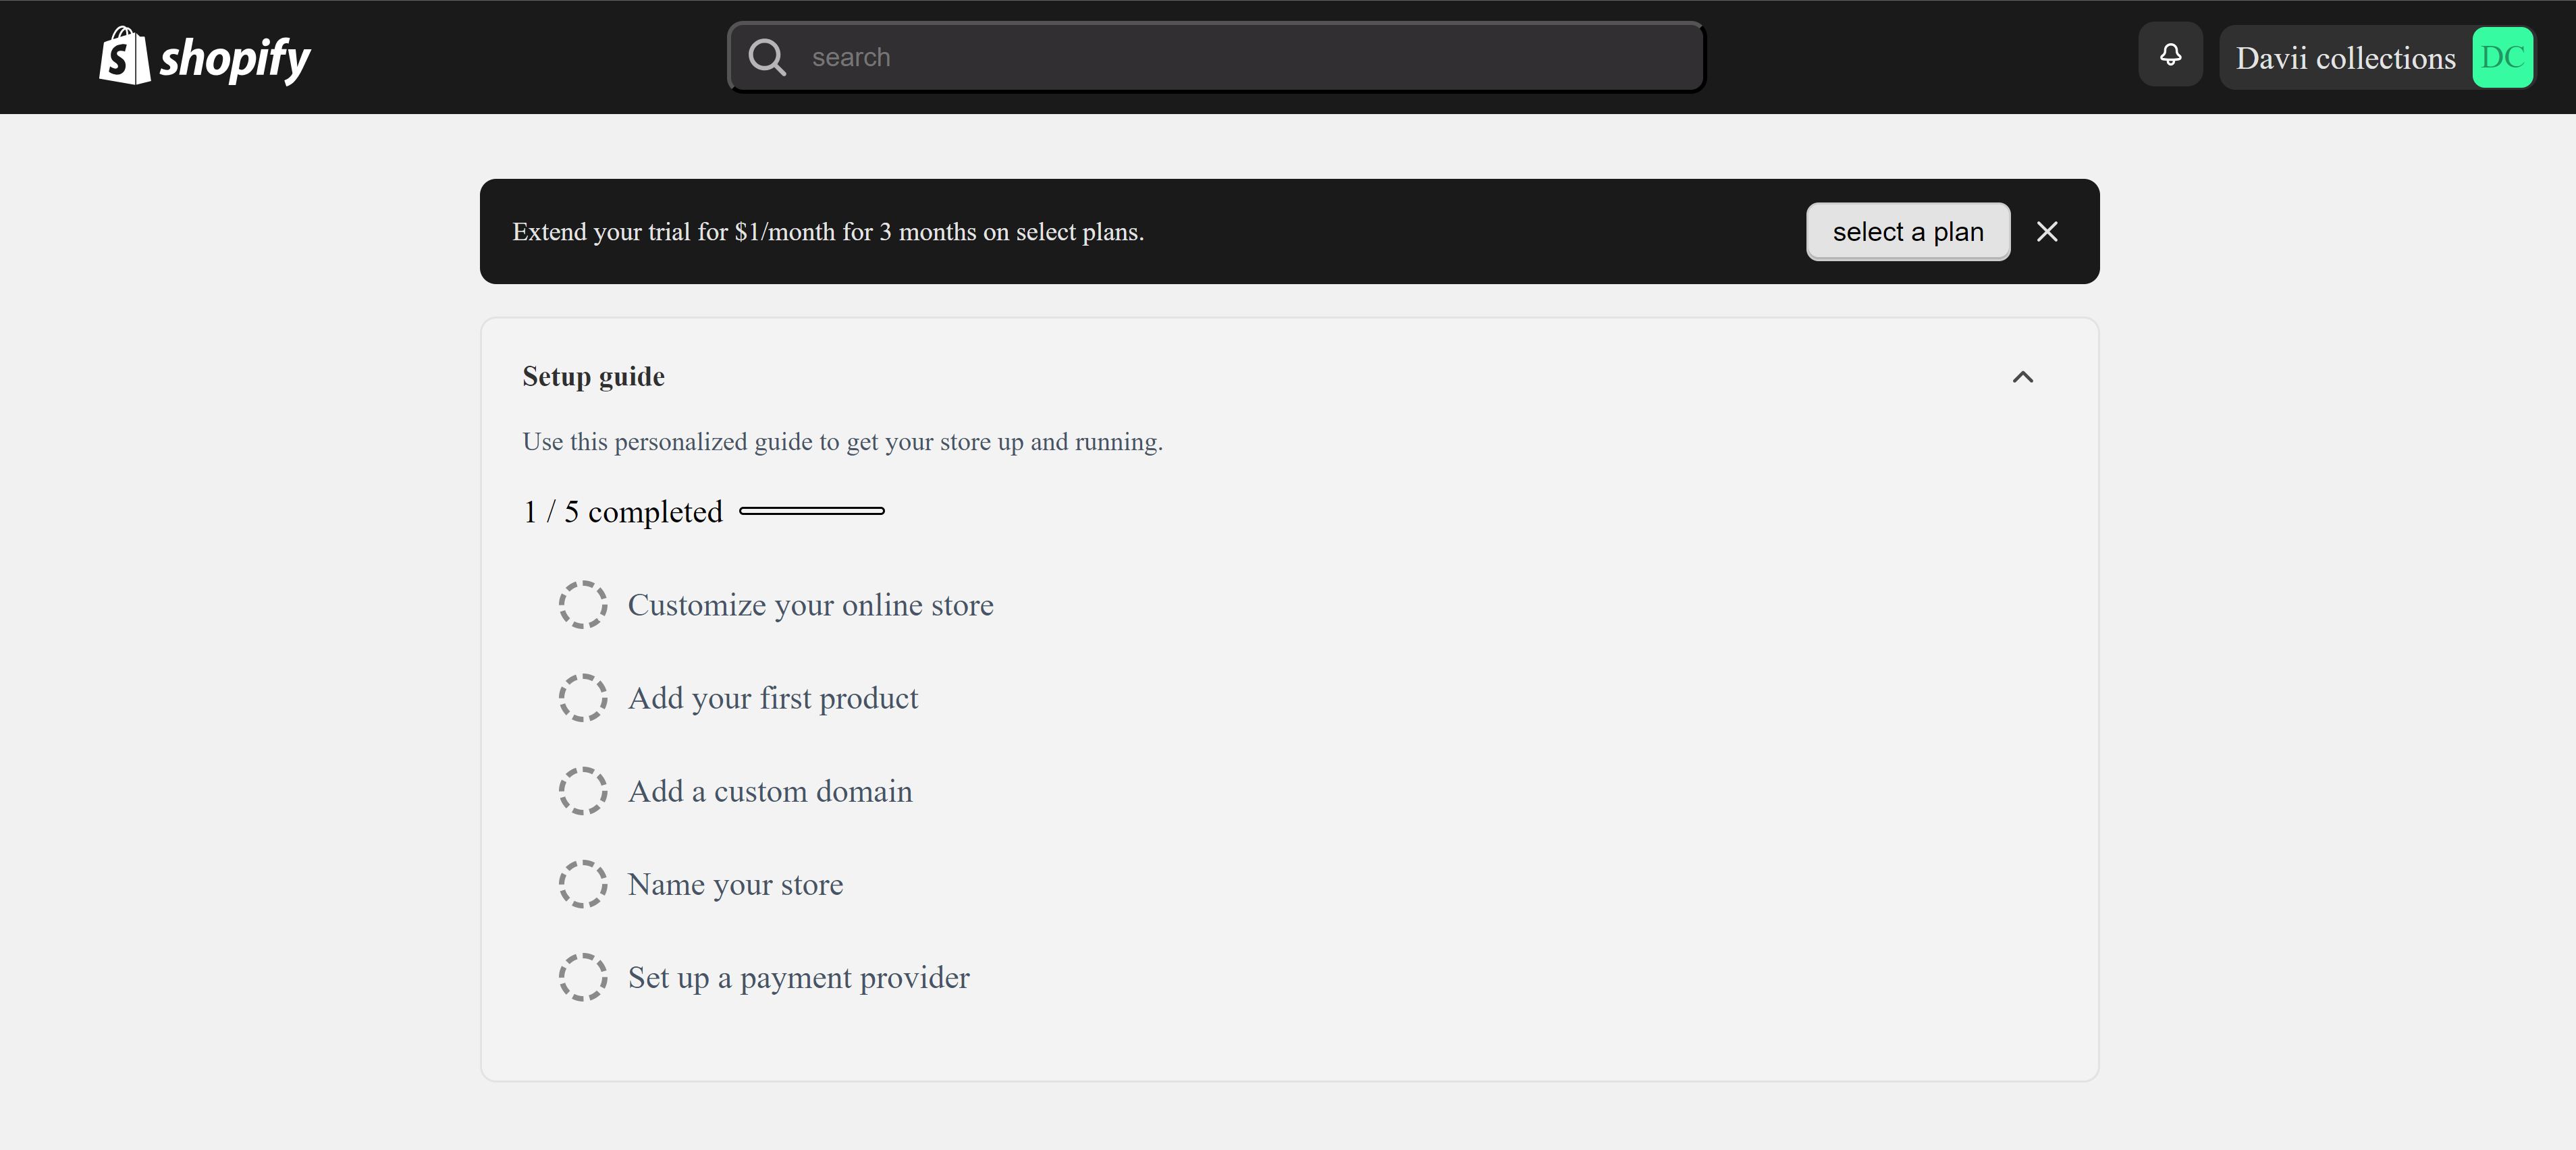 shopify
search
Davii collections DC
Extend your trial for $1/month for 3 months on select plans.
select a plan
Setup guide
Use this personalized guide to get your store up and running.
1 / 5 completed
Customize your online store
Add your first product
Add a custom domain
Name your store
Set up a payment provider